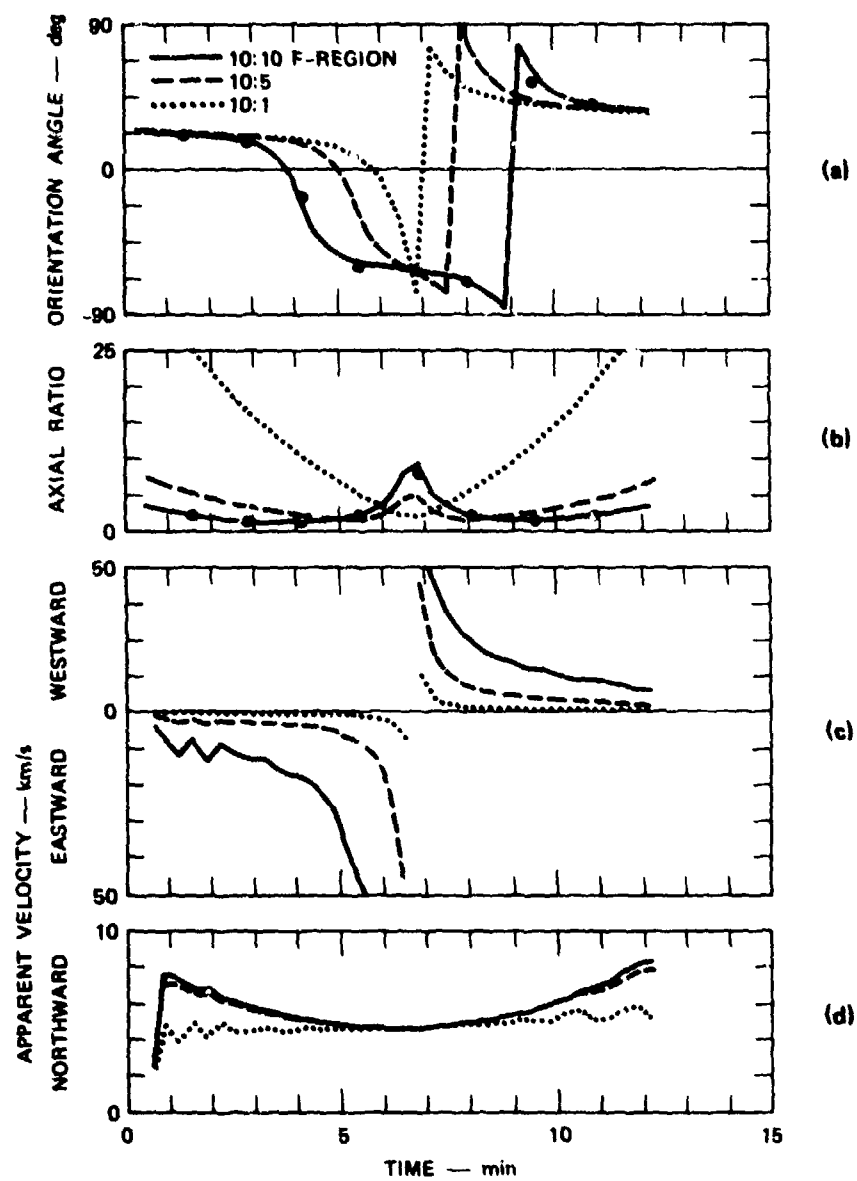 90
10:10 F-REGION
10:5
10:1
0
-90
ORIENTATION ANGLE — deg
(a)
25
0
AXIAL RATIO
(b)
50
0
50
WESTWARD
EASTWARD
(c)
APPARENT VELOCITY — km/s
10
0
NORTHWARD
(d)
0
5
10
15
TIME — min